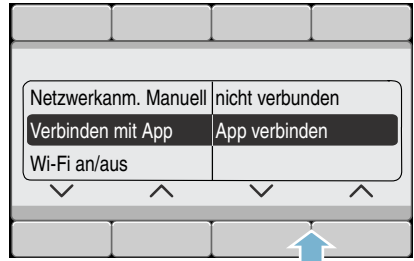 Netzwerkanm. Manuell nicht verbunden
Verbinden mit App App verbinden
Wi-Fi an/aus